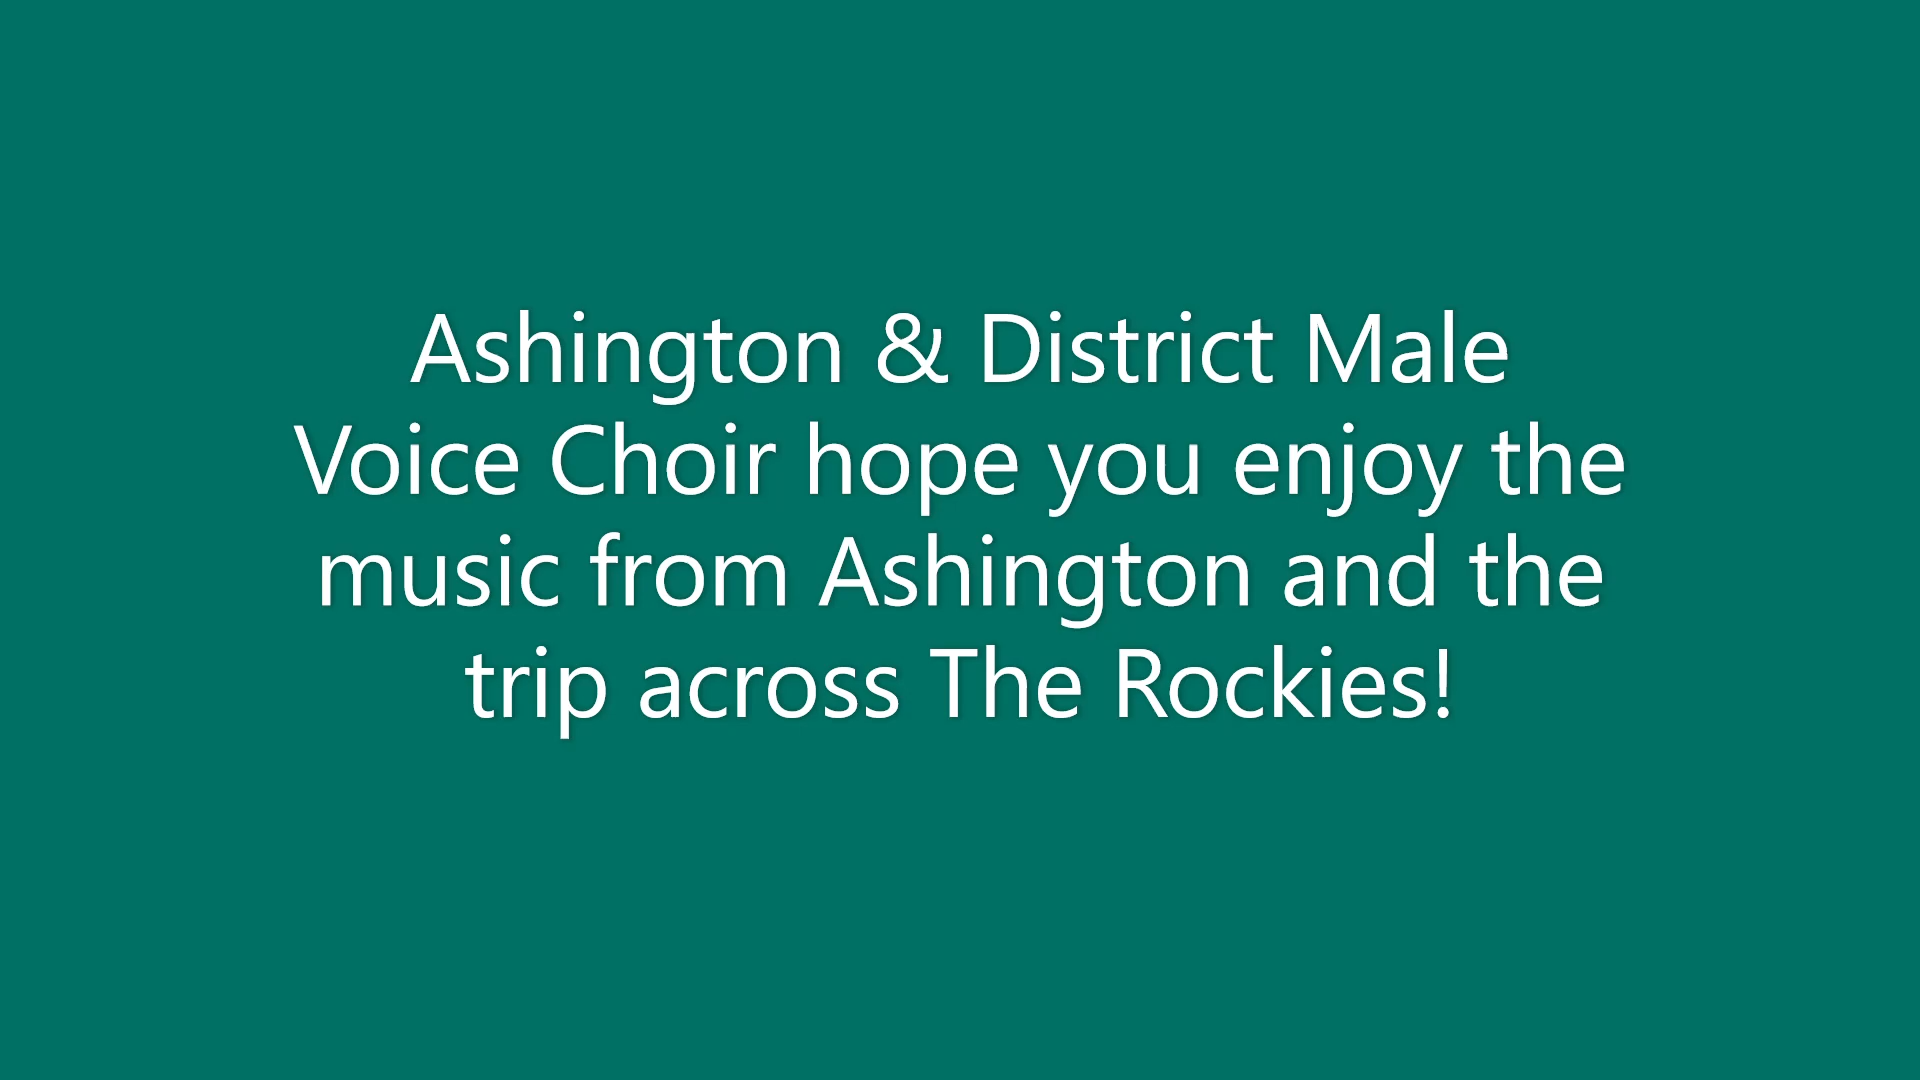 Ashington & District Male
Voice Choir hope you enjoy the
music from Ashington and the
trip across The Rockies!